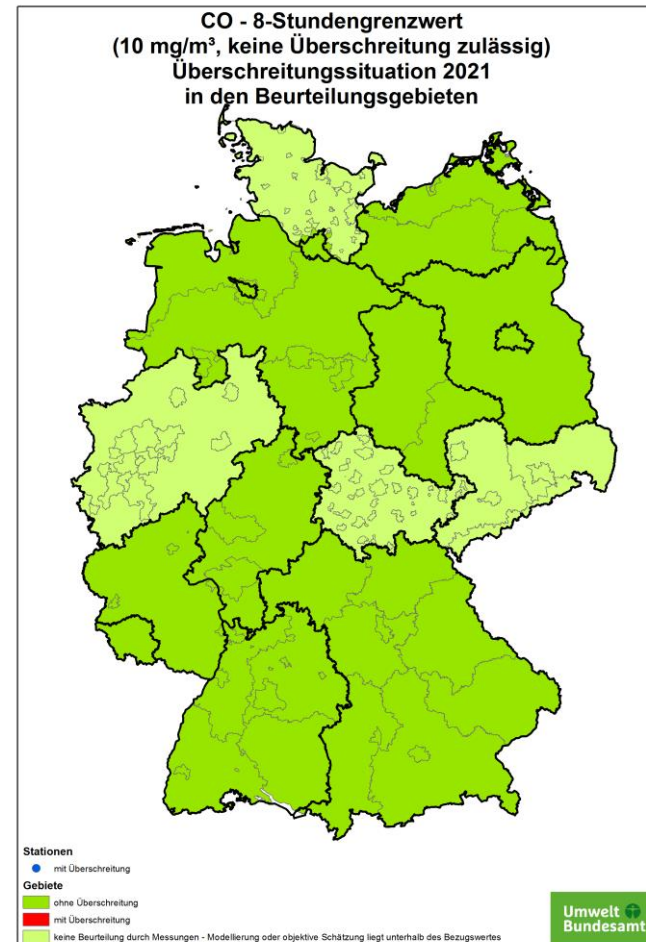 CO - 8-Stundengrenzwert
(10 mg/m³, keine Überschreitung zulässig)
Überschreitungssituation 2021
in den Beurteilungsgebieten
Stationen
mit Überschreitung
Gebiete
ohne Überschreitung
mit Überschreitung
keine Beurteilung durch Messungen - Modellierung oder objektive Schätzung liegt unterhalb des Bezugswertes
Umwelt
Bundesamt